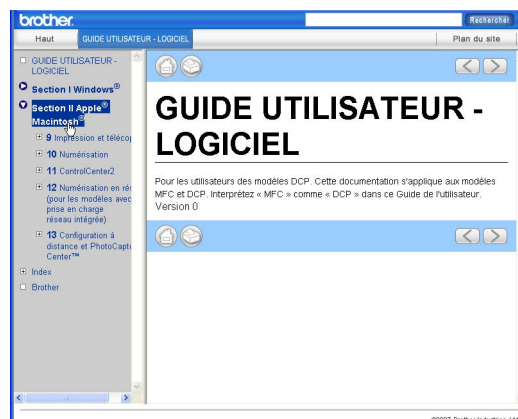 brother.
Rechercher
Haut
GUIDE UTILISATEUR - LOGICIEL
Plan du site
GUIDE UTILISATEUR -
LOGICIEL
Section I Windows®
Section II Apple®
Macintosh®
9 Impression et télécop
10 Numérisation
11 ControlCenter2
12 Numérisation en rés
(pour les modèles avec
prise en charge
réseau intégrée)
13 Configuration à
distance et PhotoCaptu
Center™
Index
Brother
GUIDE UTILISATEUR -
LOGICIEL
Pour les utilisateurs des modèles DCP. Cette documentation s'applique aux modèles
MFC et DCP. Interprétez « MFC » comme « DCP » dans ce Guide de l'utilisateur.
Version 0